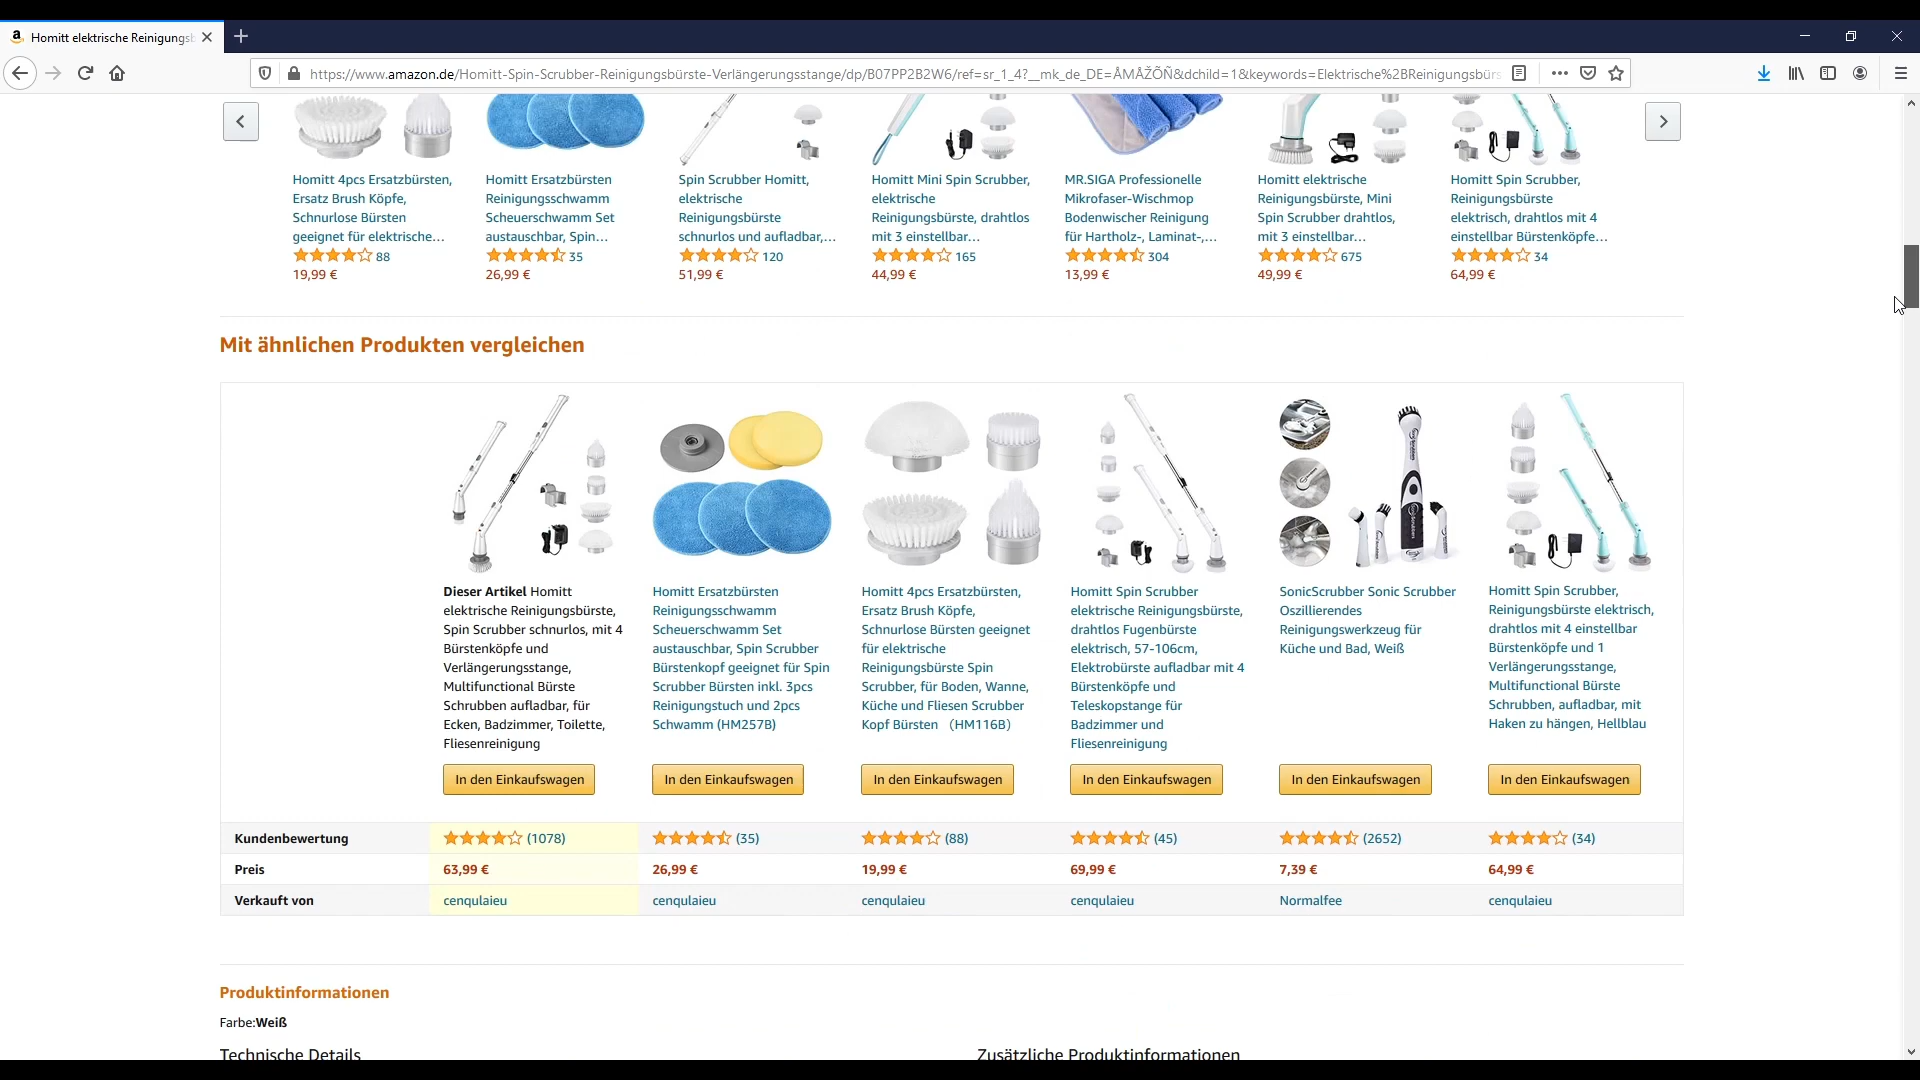 Homitt elektrische Reinigungsb
https://www.amazon.de/Homitt-Spin-Scrubber-Reinigungsbürste-Verlängerungsstange/dp/B07PP2B2W6/ref=sr_1_4?__mk_de_DE=ÅMÅŽÕÑ&dchild=1&keywords=Elektrische%2BReinigungsbürs
Homitt 4pcs Ersatzbürsten,
Ersatz Brush Köpfe,
Schnurlose Bürsten
geeignet für elektrische…
88
19,99 €
Homitt Ersatzbürsten
Reinigungsschwamm
Scheuerschwamm Set
austauschbar, Spin…
35
26,99 €
Spin Scrubber Homitt,
elektrische
Reinigungsbürste
schnurlos und aufladbar,…
120
51,99 €
Homitt Mini Spin Scrubber,
elektrische
Reinigungsbürste, drahtlos
mit 3 einstellbar…
165
44,99 €
MR.SIGA Professionelle
Mikrofaser-Wischmop
Bodenwischer Reinigung
für Hartholz-, Laminat-,…
304
13,99 €
Homitt elektrische
Reinigungsbürste, Mini
Spin Scrubber drahtlos,
mit 3 einstellbar…
675
49,99 €
Homitt Spin Scrubber,
Reinigungsbürste
elektrisch, drahtlos mit 4
einstellbar Bürstenköpfe…
34
64,99 €
Mit ähnlichen Produkten vergleichen
Dieser Artikel Homitt
elektrische Reinigungsbürste,
Spin Scrubber schnurlos, mit 4
Bürstenköpfe und
Verlängerungsstange,
Multifunctional Bürste
Schrubben aufladbar, für
Ecken, Badzimmer, Toilette,
Fliesenreinigung
In den Einkaufswagen
Homitt Ersatzbürsten
Reinigungsschwamm
Scheuerschwamm Set
austauschbar, Spin Scrubber
Bürstenkopf geeignet für Spin
Scrubber Bürsten inkl. 3pcs
Reinigungstuch und 2pcs
Schwamm (HM257B)
In den Einkaufswagen
Homitt 4pcs Ersatzbürsten,
Ersatz Brush Köpfe,
Schnurlose Bürsten geeignet
für elektrische
Reinigungsbürste Spin
Scrubber, für Boden, Wanne,
Küche und Fliesen Scrubber
Kopf Bürsten （HM116B）
In den Einkaufswagen
Homitt Spin Scrubber
elektrische Reinigungsbürste,
drahtlos Fugenbürste
elektrisch, 57-106cm,
Elektrobürste aufladbar mit 4
Bürstenköpfe und
Teleskopstange für
Badzimmer und
Fliesenreinigung
In den Einkaufswagen
SonicScrubber Sonic Scrubber
Oszillierendes
Reinigungswerkzeug für
Küche und Bad, Weiß
In den Einkaufswagen
Homitt Spin Scrubber,
Reinigungsbürste elektrisch,
drahtlos mit 4 einstellbar
Bürstenköpfe und 1
Verlängerungsstange,
Multifunctional Bürste
Schrubben, aufladbar, mit
Haken zu hängen, Hellblau
In den Einkaufswagen
Kundenbewertung (1078) (35) (88) (45) (2652) (34)
Preis 63,99 € 26,99 € 19,99 € 69,99 € 7,39 € 64,99 €
Verkauft von cenqulaieu cenqulaieu cenqulaieu cenqulaieu Normalfee cenqulaieu
Produktinformationen
Farbe:Weiß
Technische Details
Zusätzliche Produktinformationen